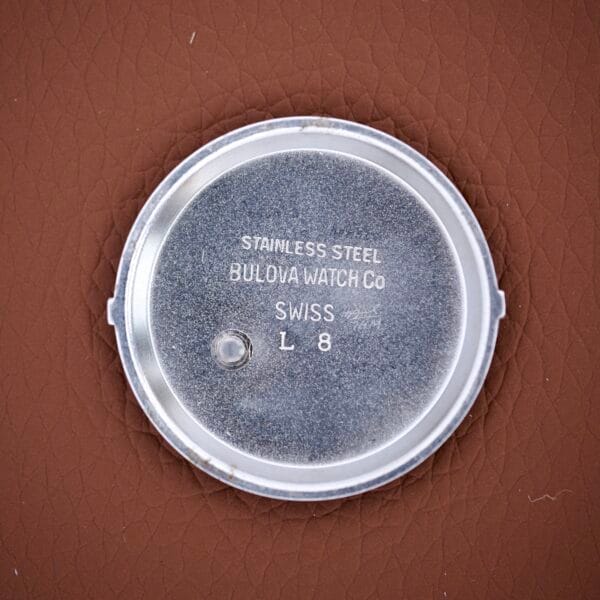 STAINLESS STEEL
BULOVA WATCH Co
SWISS
L 8